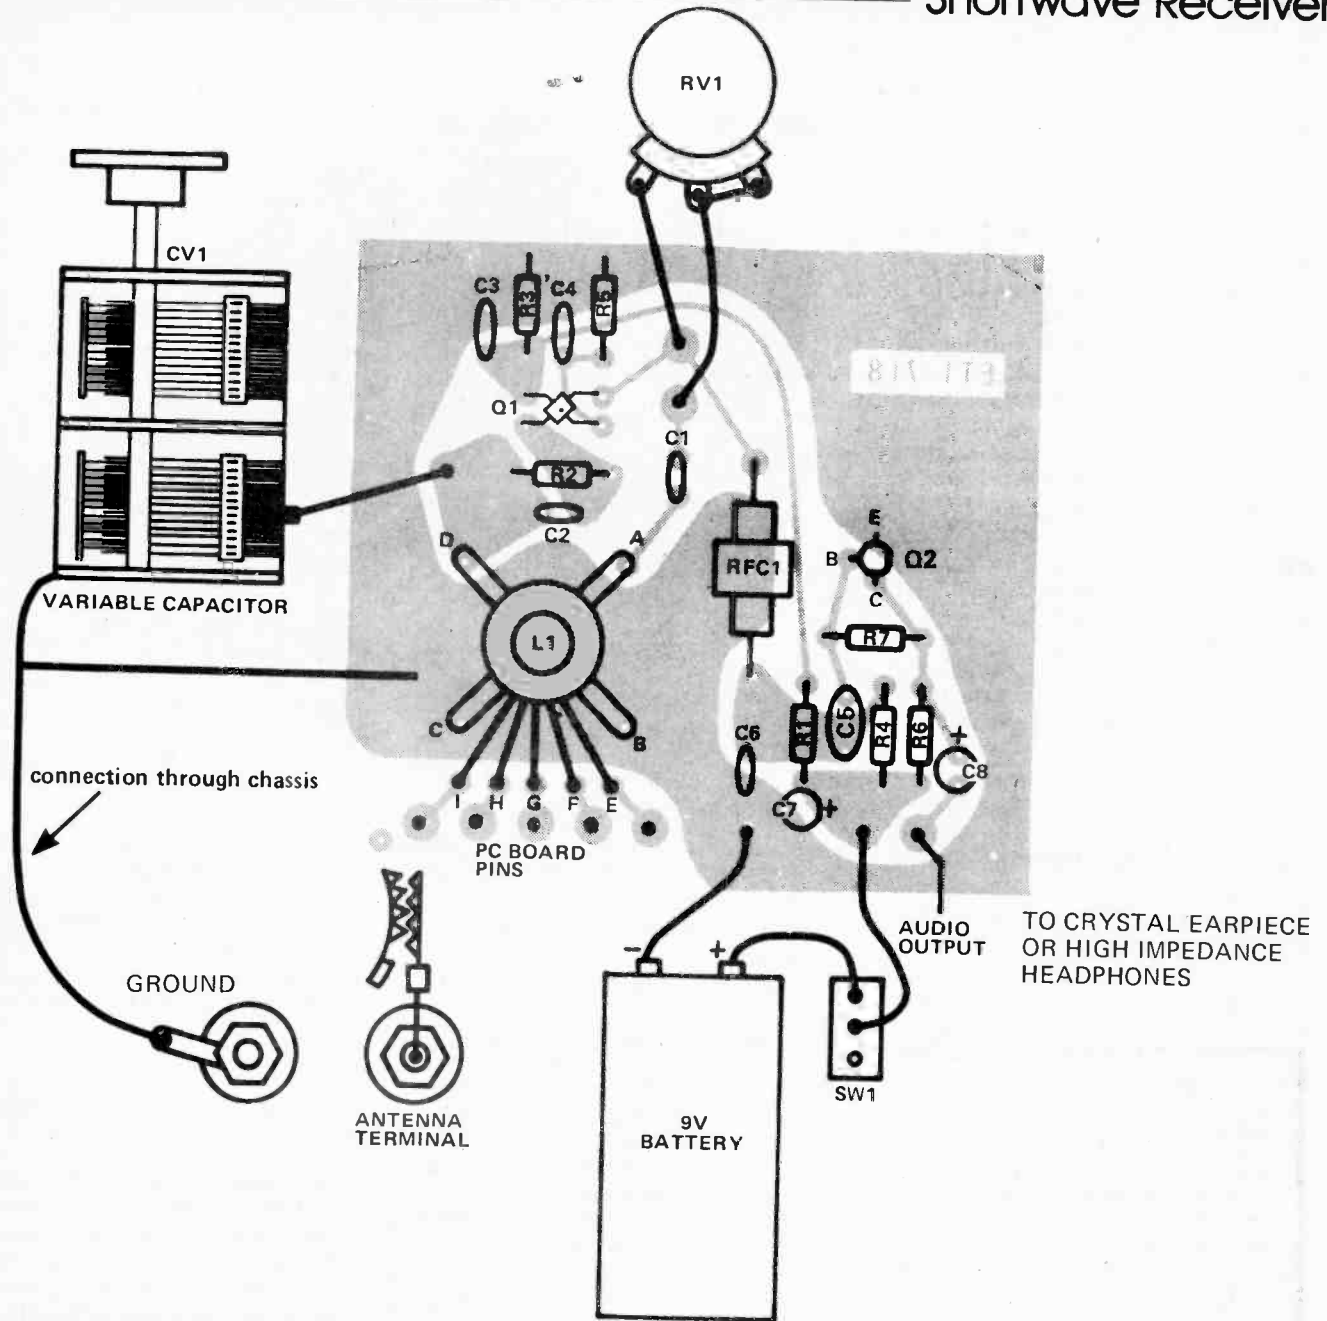 Shortwave Receiver
RV1
CV1
C3
R3
C4
R5
ETI 718
Q1
C1
R2
C2
D
A
E
B
Q2
C
RFC1
VARIABLE CAPACITOR
L1
R7
C
B
C6
R1
C5
R4
R6
+
C8
connection through chassis
I H G F E
C7
+
PC BOARD
PINS
AUDIO
OUTPUT
TO CRYSTAL EARPIECE
OR HIGH IMPEDANCE
HEADPHONES
- +
GROUND
SW1
ANTENNA
TERMINAL
9V
BATTERY